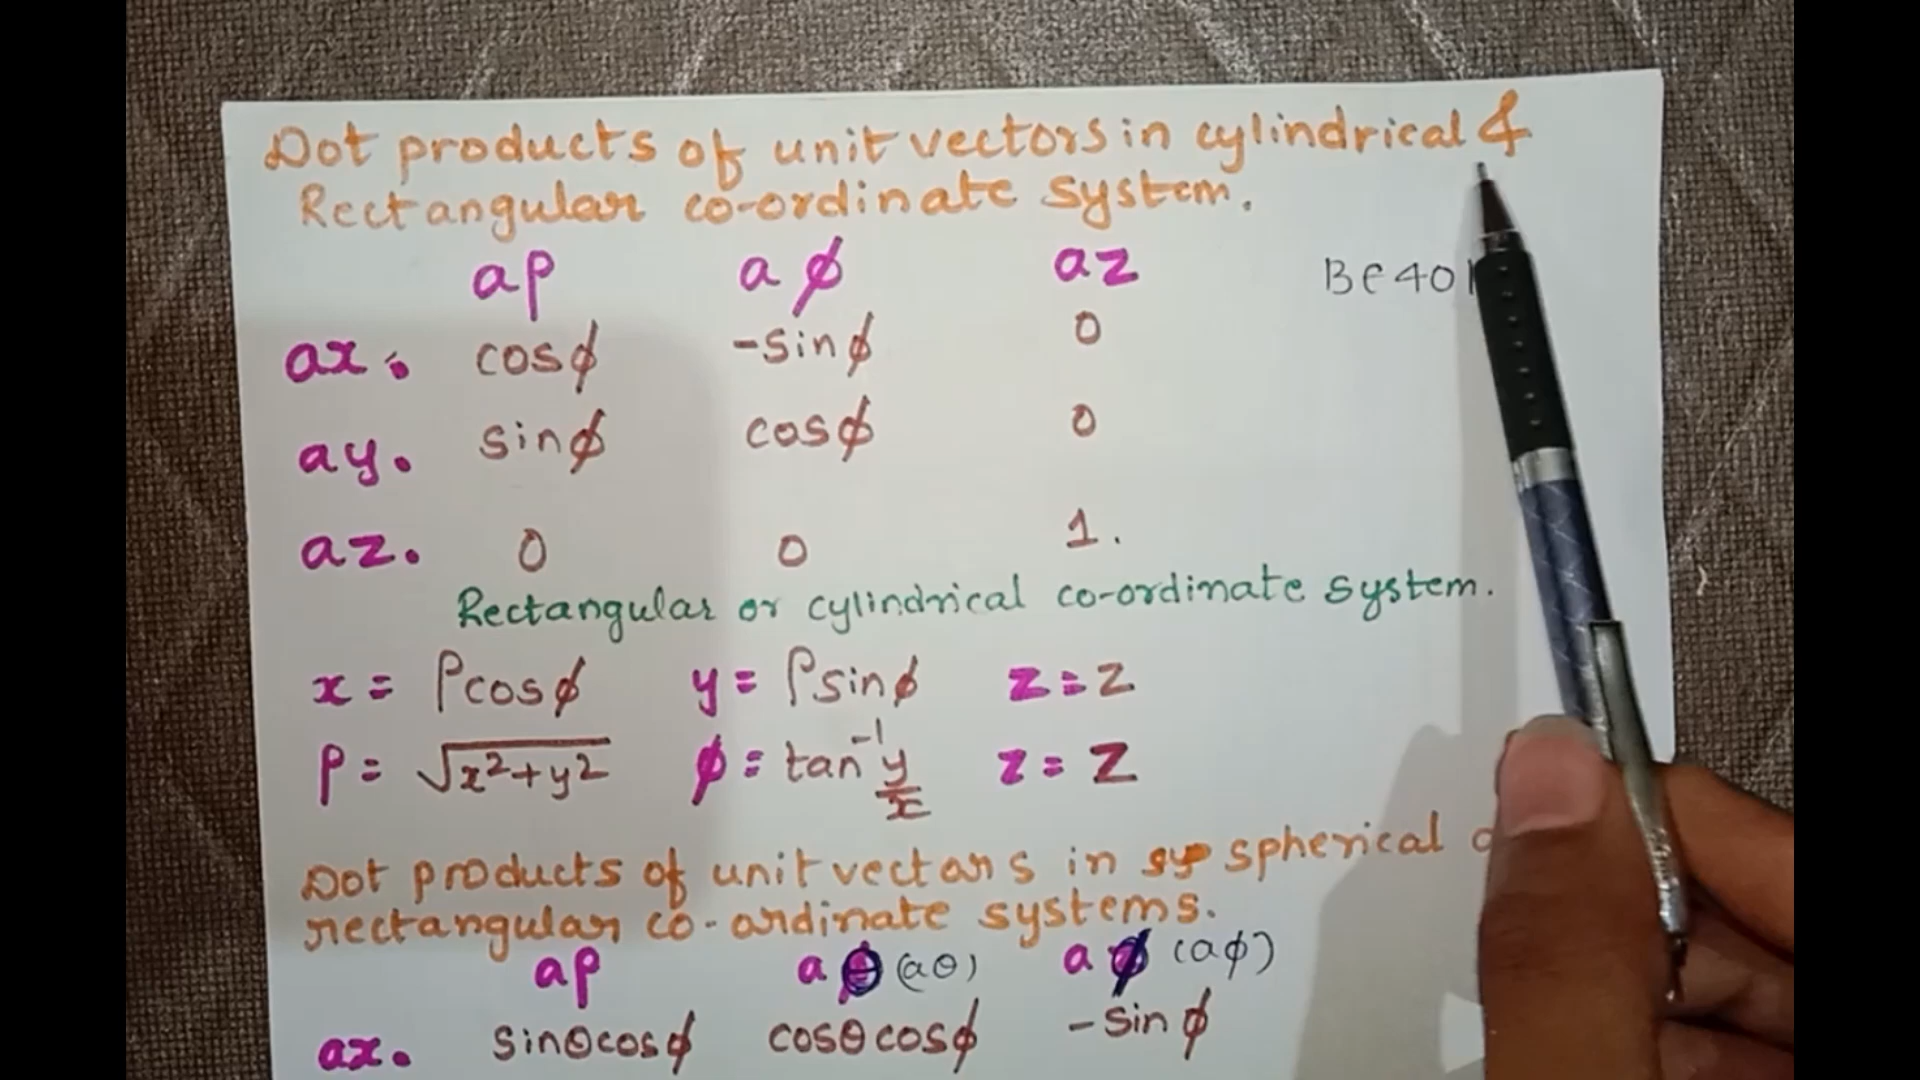 Dot products of unit vectors in cylindrical &
Rectangular co-ordinate system.
aρ aϕ az
ax. cosϕ -sinϕ 0
ay. sinϕ cosϕ 0
az. 0 0 1.
Rectangular or cylindrical co-ordinate system.
x = ρcosϕ y = ρsinϕ z = z
ρ = √x²+y² ϕ = tan⁻¹ y/x z = z
Dot products of unit vectors in sp spherical
rectangular co-ordinate systems.
aρ aθ (aθ) aϕ (aϕ)
ax. sinθcosϕ cosθcosϕ -sinϕ